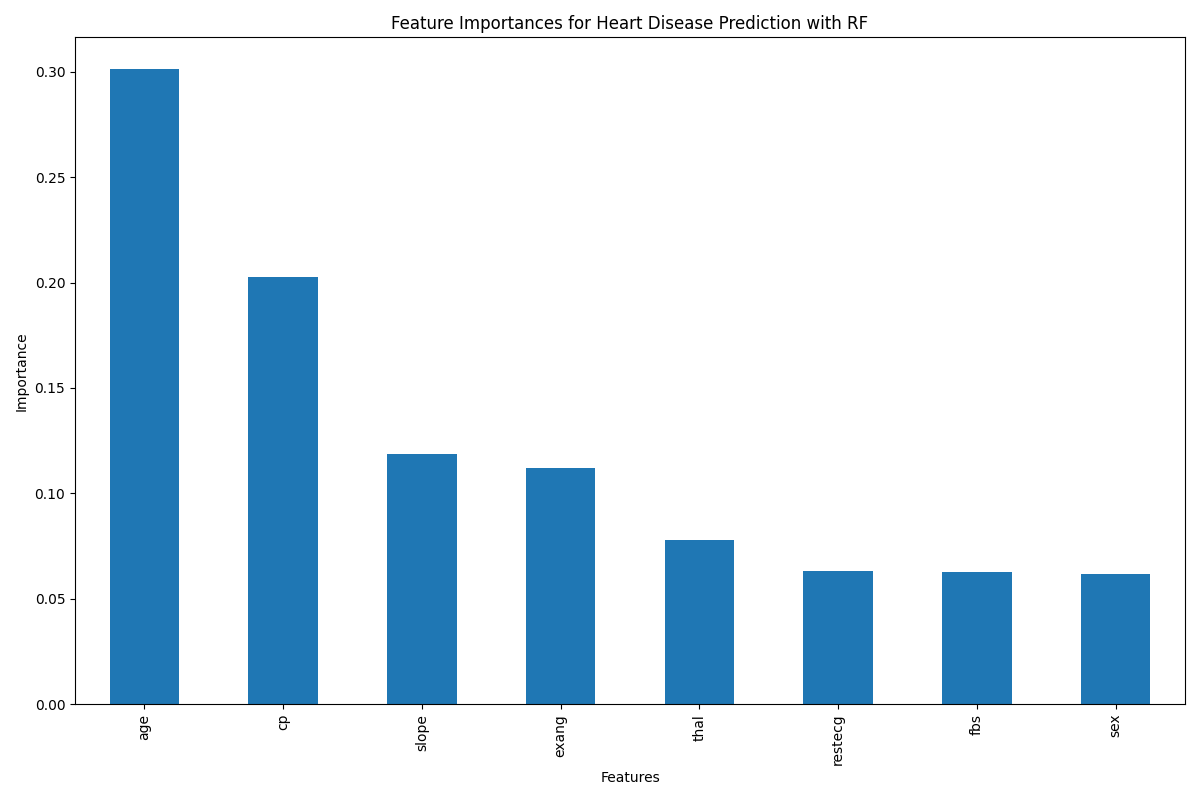 Feature Importances for Heart Disease Prediction with RF
0.30
0.25
0.20
0.15
0.10
0.05
0.00
Importance
age
cp
slope
exang
thal
restecg
fbs
sex
Features